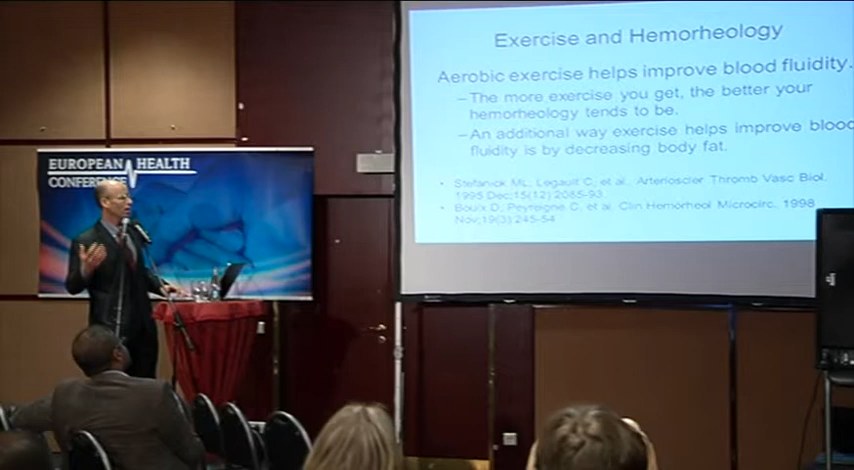 Exercise and Hemorheology
Aerobic exercise helps improve blood fluidity.
– The more exercise you get, the better your
hemorheology tends to be.
– An additional way exercise helps improve blood
fluidity is by decreasing body fat.
• Stefanick ML, Legault C, et al. Arterioscler Thromb Vasc Biol.
1995 Dec;15(12):2085-93.
• Bouix D, Peyreigne C, et al. Clin Hemorheol Microcirc. 1998
Nov;19(3):245-54.
EUROPEAN HEALTH
CONFERENCE